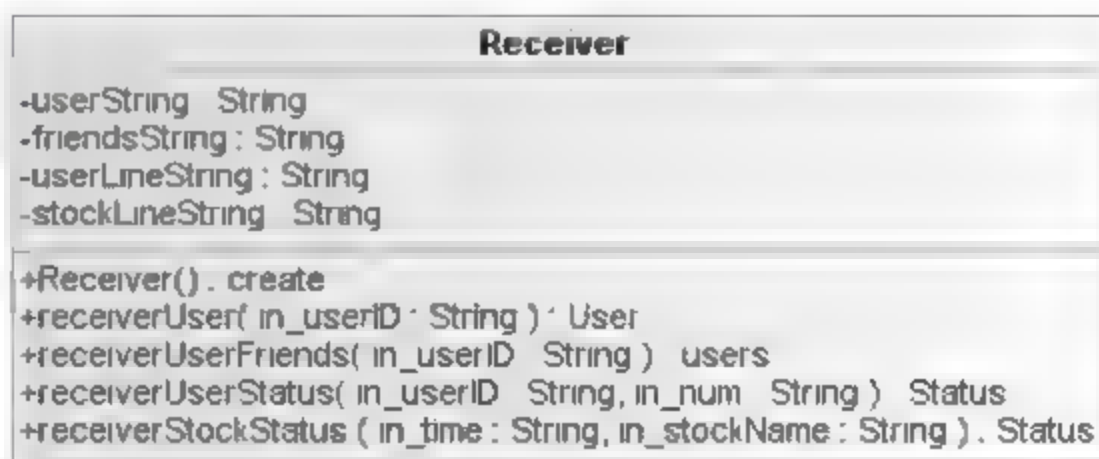 Receiver
-userString String
-friendsString : String
-userLineString : String
-stockLineString String
+Receiver() . create
+receiverUser( in_userID : String ) : User
+receiverUserFriends( in_userID String ) users
+receiverUserStatus( in_userID String, in_num String ) Status
+receiverStockStatus ( in_time : String, in_stockName : String ) . Status